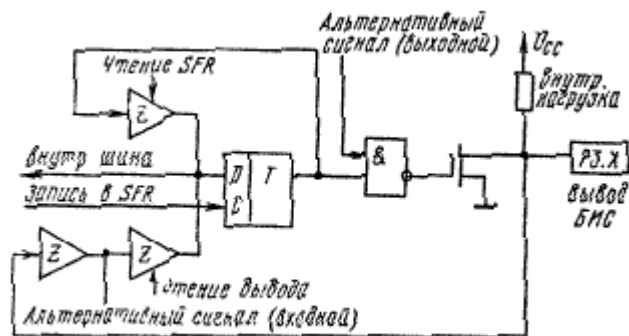 Альтернативный
сигнал (выходной)
Чтение SFR
Ucc
внутр.
нагрузка
Z
&
внутр шина
D T
P3.X
Запись в SFR
C
вывод
БИС
Z
Z
Чтение вывода
Альтернативный сигнал (входной)